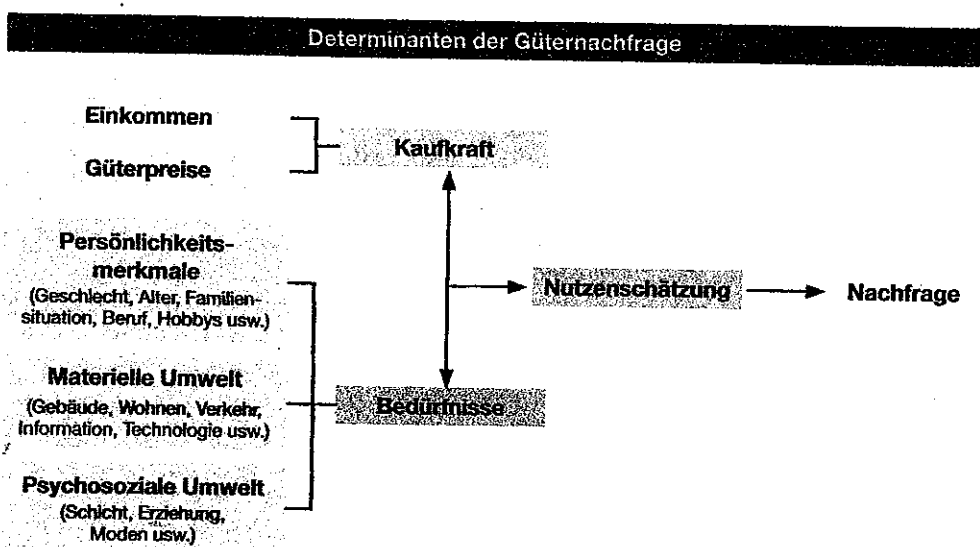 Determinanten der Güternachfrage
Einkommen
Güterpreise
Kaufkraft
Persönlichkeits-
merkmale
(Geschlecht, Alter, Familien-
situation, Beruf, Hobbys usw.)
Nutzenschätzung
Nachfrage
Materielle Umwelt
(Gebäude, Wohnen, Verkehr,
Information, Technologie usw.)
Bedürfnisse
Psychosoziale Umwelt
(Schicht, Erziehung,
Moden usw.)